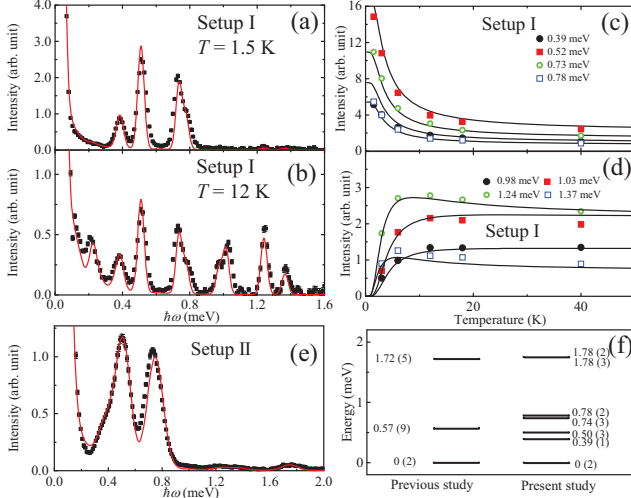 Setup I (a)
T = 1.5 K
Intensity (arb. unit)
4.0
3.0
2.0
1.0
0.0
Setup I (b)
T = 12 K
Intensity (arb. unit)
1.0
0.5
0.0
0.0 0.4 0.8 1.2 1.6
ħω (meV)
Setup II (e)
Intensity (arb. unit)
1.0
0.5
0.0
0.0 0.4 0.8 1.2 1.6 2.0
ħω (meV)
Setup I (c)
0.39 meV
0.52 meV
0.73 meV
0.78 meV
Intensity (arb. unit)
16
12
8
4
0
(d)
0.98 meV 1.03 meV
1.24 meV 1.37 meV
Setup I
Intensity (arb. unit)
4
3
2
1
0
0 20 40
Temperature (K)
(f)
Energy (meV)
2
1
0
1.72 (5)
0.57 (9)
0 (2)
1.78 (2)
1.78 (3)
0.78 (2)
0.74 (3)
0.50 (3)
0.39 (1)
0 (2)
Previous study Present study